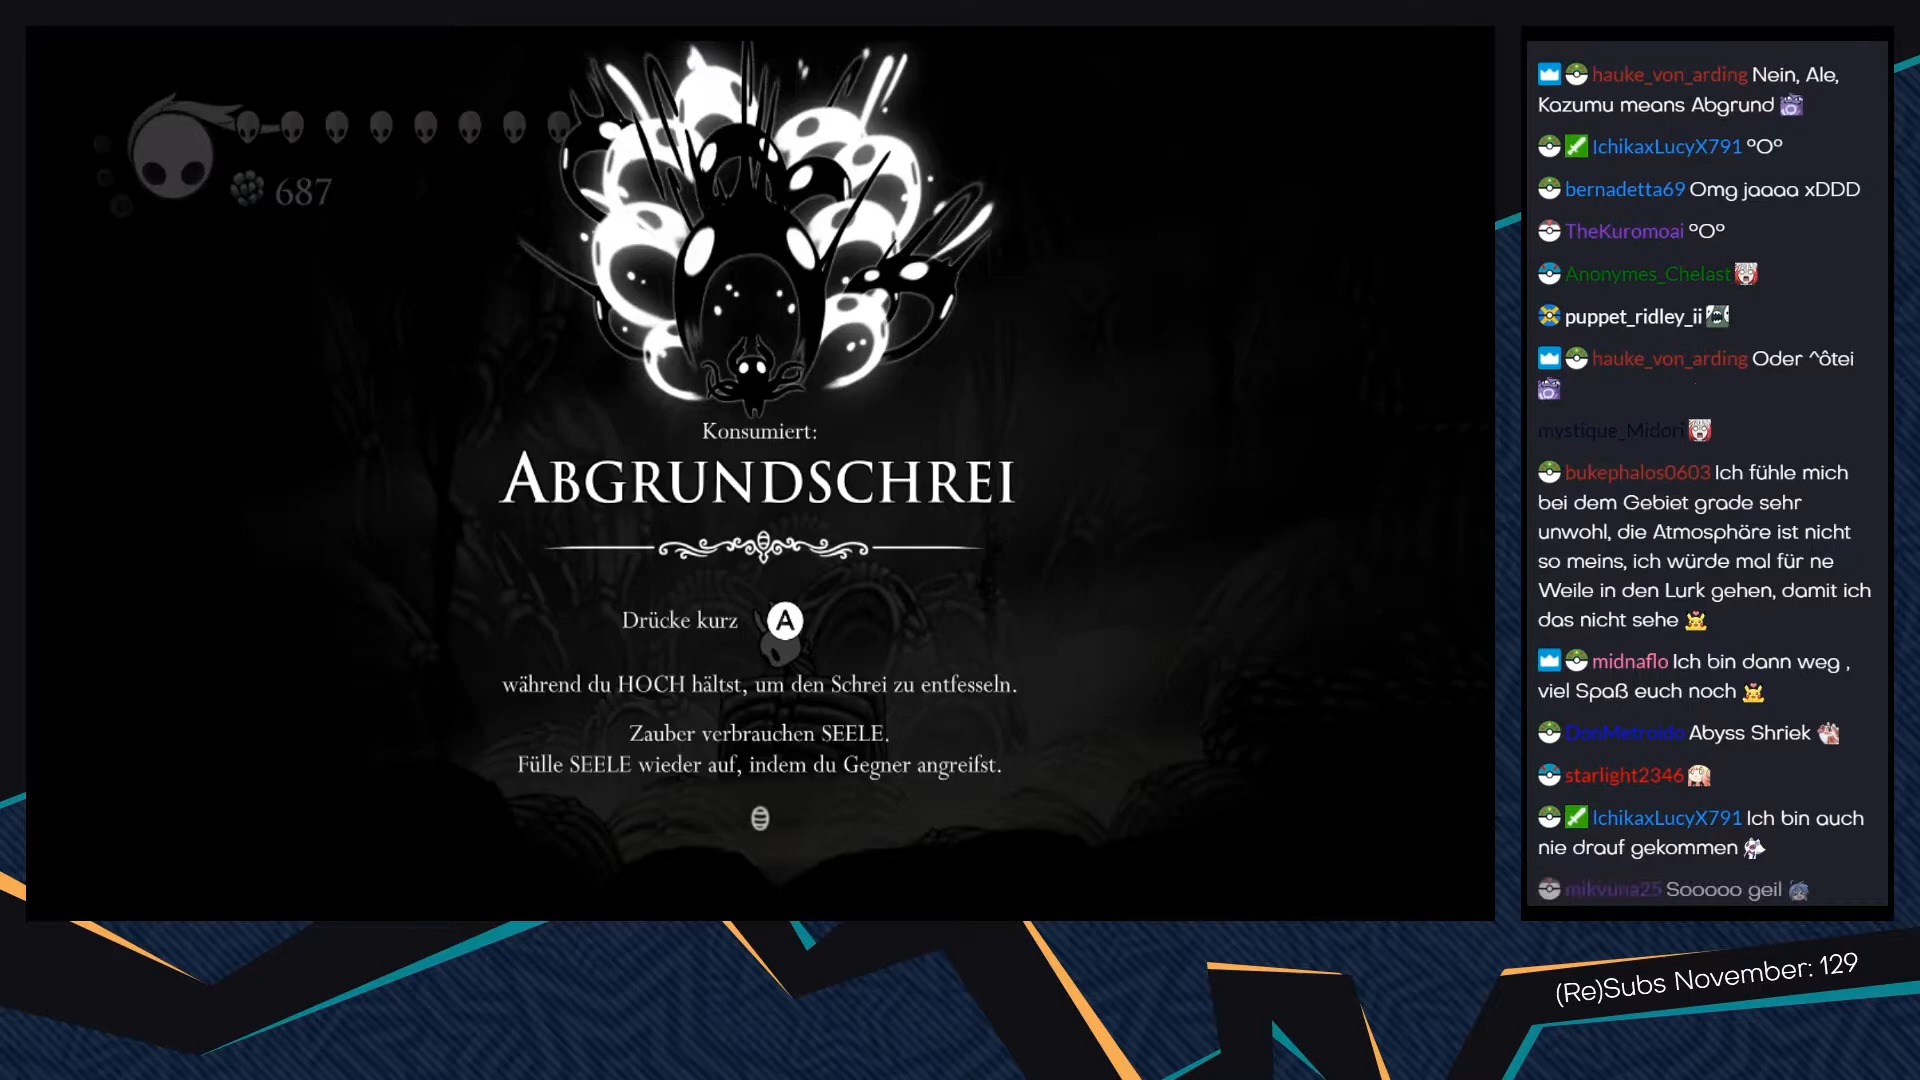 687
Konsumiert:
ABGRUNDSCHREI
Drücke kurz A
während du HOCH hältst, um den Schrei zu entfesseln.
Zauber verbrauchen SEELE.
Fülle SEELE wieder auf, indem du Gegner angreifst.
hauke_von_arding Nein, Ale,
Kazumu means Abgrund
IchikaxLucyX791 ºOº
bernadetta69 Omg jaaaa xDDD
TheKuromoai ºOº
Anonymes_Chelast
puppet_ridley_ii
hauke_von_arding Oder ^ôtei
mystique_Midori
bukephalos0603 Ich fühle mich
bei dem Gebiet grade sehr
unwohl, die Atmosphäre ist nicht
so meins, ich würde mal für ne
Weile in den Lurk gehen, damit ich
das nicht sehe
midnaflo Ich bin dann weg ,
viel Spaß euch noch
DonMetroido Abyss Shriek
starlight2346
IchikaxLucyX791 Ich bin auch
nie drauf gekommen
mikvuna25 Sooooo geil
(Re)Subs November: 129